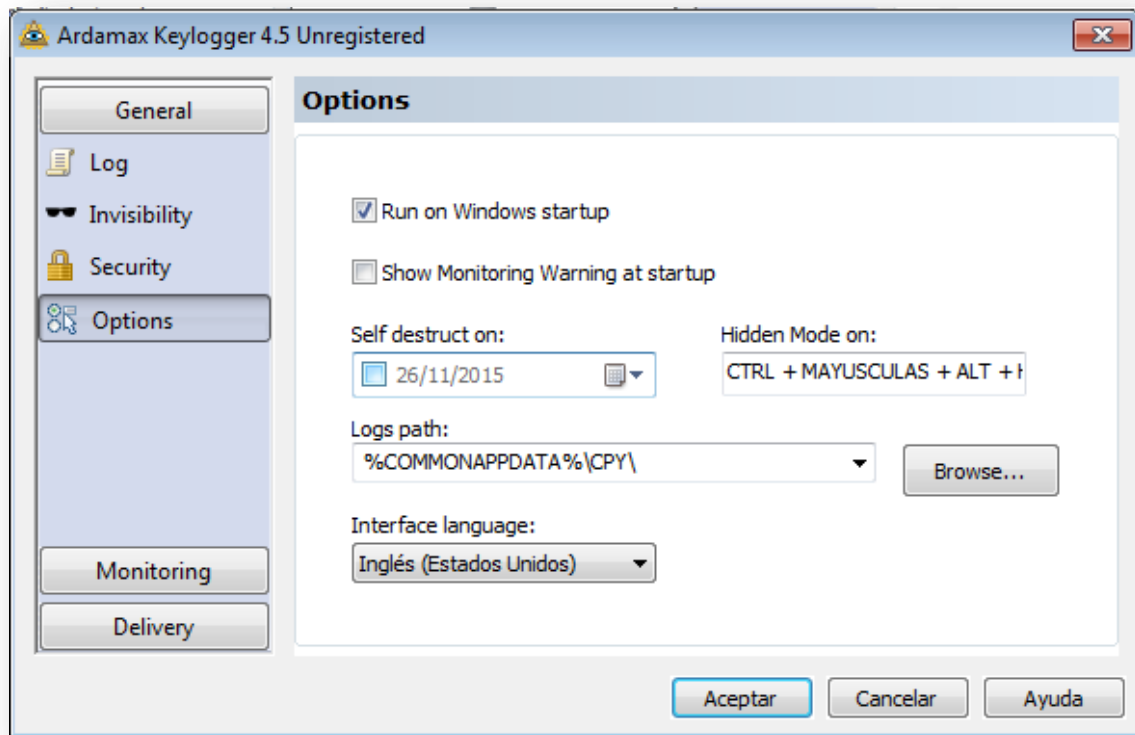 Ardamax Keylogger 4.5 Unregistered
General
Log
Invisibility
Security
Options
Monitoring
Delivery
Options
Run on Windows startup
Show Monitoring Warning at startup
Self destruct on:
26/11/2015
Hidden Mode on:
CTRL + MAYUSCULAS + ALT +
Logs path:
%COMMONAPPDATA%\CPY\
Browse...
Interface language:
Inglés (Estados Unidos)
Aceptar
Cancelar
Ayuda